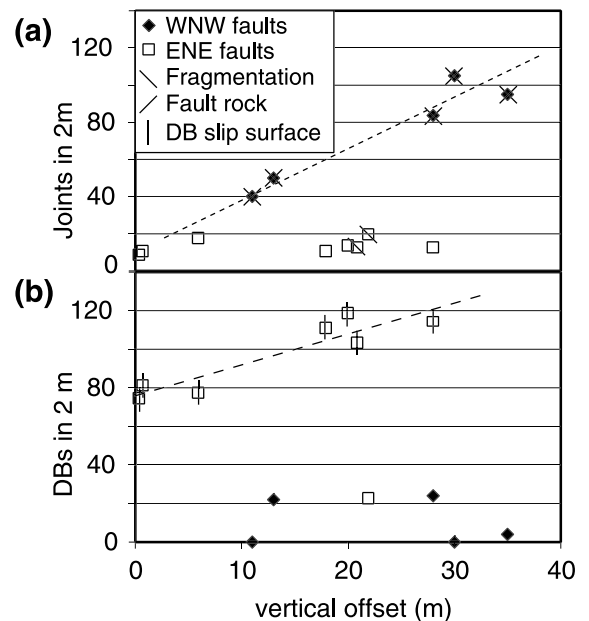 (a)
Joints in 2m
120
80
40
0
WNW faults
ENE faults
Fragmentation
Fault rock
DB slip surface
(b)
DBs in 2 m
120
80
40
0
0 10 20 30 40
vertical offset (m)